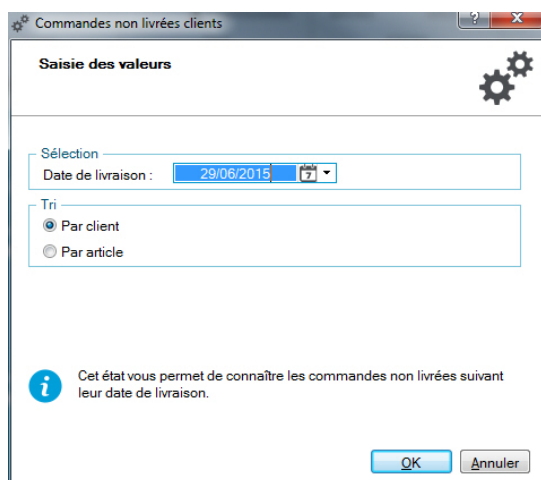 Commandes non livrées clients
?
X
Saisie des valeurs
Sélection
Date de livraison : 29/06/2015 7
Tri
Par client
Par article
i
Cet état vous permet de connaître les commandes non livrées suivant
leur date de livraison.
OK Annuler